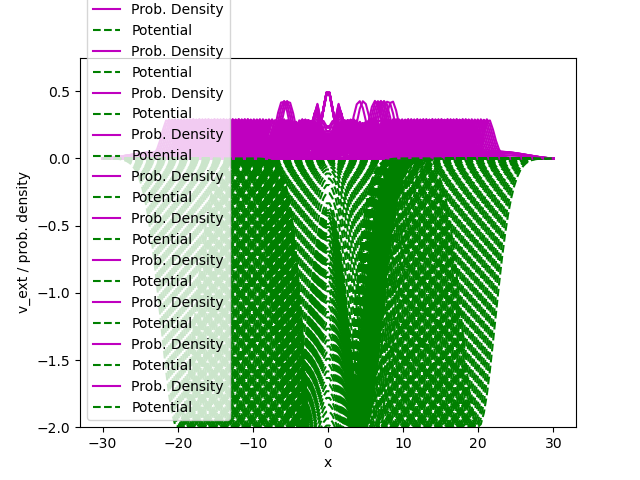 Prob. Density
Potential
Prob. Density
Potential
Prob. Density
Potential
Prob. Density
Potential
Prob. Density
Potential
Prob. Density
Potential
Prob. Density
Potential
Prob. Density
Potential
Prob. Density
Potential
Prob. Density
Potential
0.5
0.0
−0.5
−1.0
−1.5
−2.0
v_ext / prob. density
−30
−20
−10
0
10
20
30
x